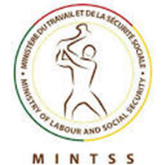 MINISTÈRE DU TRAVAIL ET DE LA SÉCURITÉ SOCIALE
MINISTRY OF LABOUR AND SOCIAL SECURITY
MINTSS